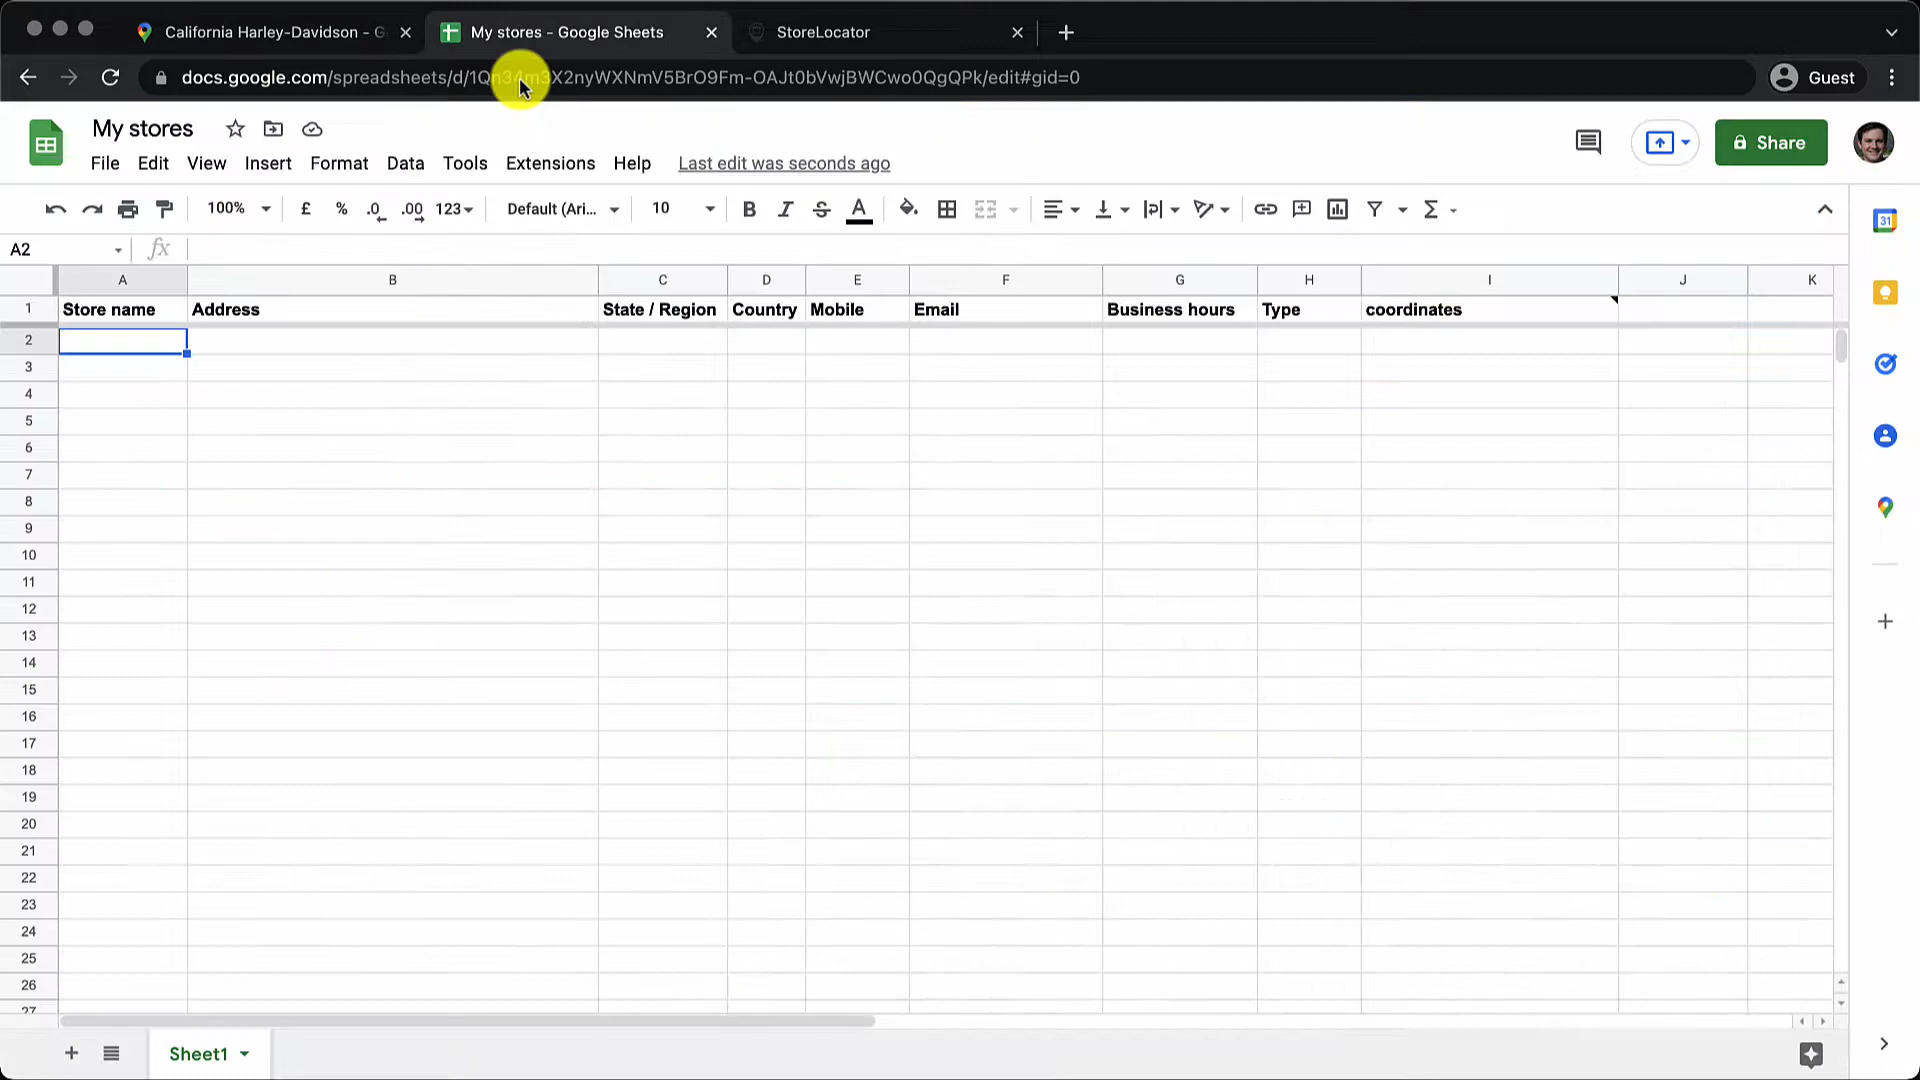 California Harley-Davidson - G
My stores - Google Sheets
StoreLocator
docs.google.com/spreadsheets/d/1Qn34m3X2nyWXNmV5BrO9Fm-OAJt0bVwjBWCwo0QgQPk/edit#gid=0
Guest
My stores
Share
File Edit View Insert Format Data Tools Extensions Help Last edit was seconds ago
100% £ % .0 .00 123 Default (Ari... 10 B I S A Σ
31
A2 fx
A B C D E F G H I J K
1 Store name Address State / Region Country Mobile Email Business hours Type coordinates
2
3
4
5
6
7
8
9
10
11
12
13
14
15
16
17
18
19
20
21
22
23
24
25
26
27
Sheet1